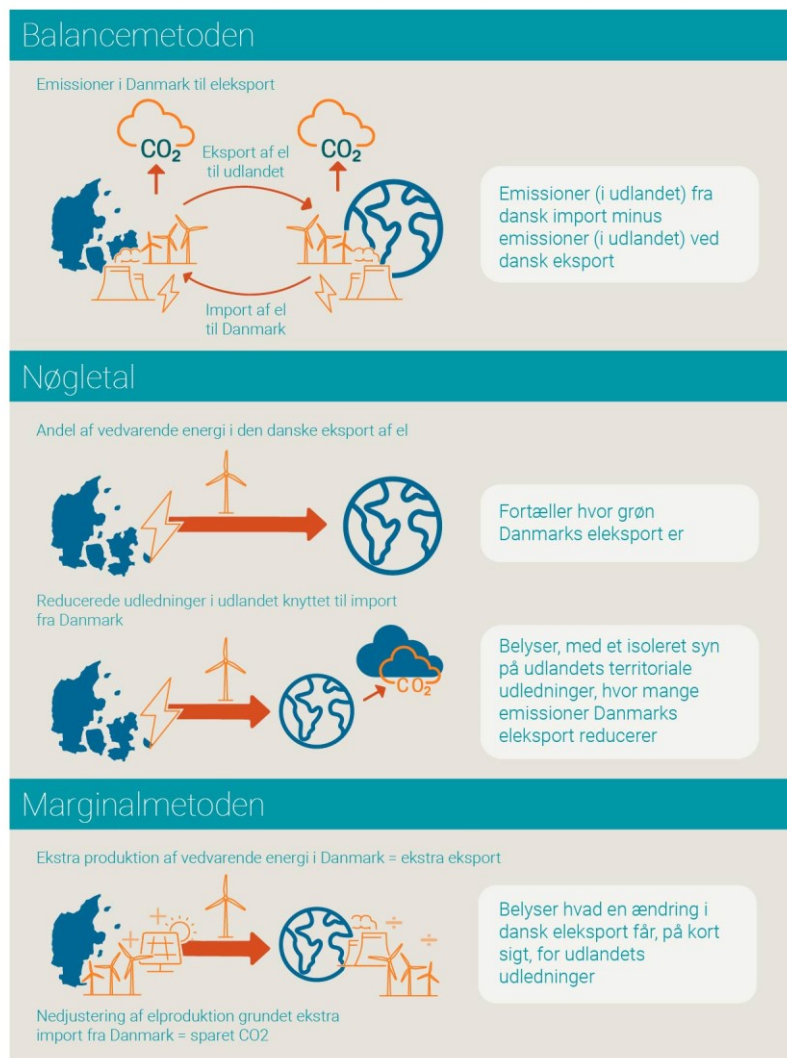 Balancemetoden
Emissioner i Danmark til eleksport
CO2
CO2
Eksport af el
til udlandet
Import af el
til Danmark
Emissioner (i udlandet) fra
dansk import minus
emissioner (i udlandet) ved
dansk eksport
Nøgletal
Andel af vedvarende energi i den danske eksport af el
Fortæller hvor grøn
Danmarks eleksport er
Reducerede udledninger i udlandet knyttet til import
fra Danmark
CO2
Belyser, med et isoleret syn
på udlandets territoriale
udledninger, hvor mange
emissioner Danmarks
eleksport reducerer
Marginalmetoden
Ekstra produktion af vedvarende energi i Danmark = ekstra eksport
Belyser hvad en ændring i
dansk eleksport får, på kort
sigt, for udlandets
udledninger
Nedjustering af elproduktion grundet ekstra
import fra Danmark = sparet CO2